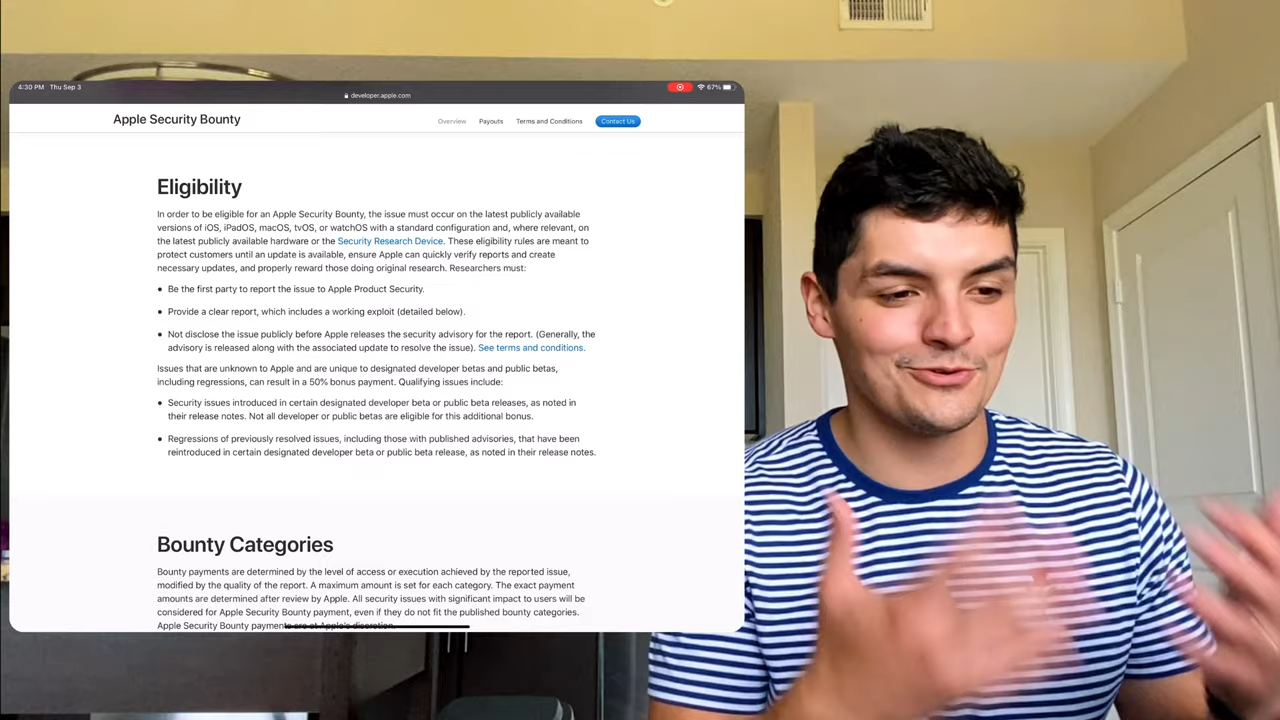 4:30 PM Thu Sep 3
67%
developer.apple.com
Apple Security Bounty
Overview Payouts Terms and Conditions Contact Us
Eligibility
In order to be eligible for an Apple Security Bounty, the issue must occur on the latest publicly available
versions of iOS, iPadOS, macOS, tvOS, or watchOS with a standard configuration and, where relevant, on
the latest publicly available hardware or the Security Research Device. These eligibility rules are meant to
protect customers until an update is available, ensure Apple can quickly verify reports and create
necessary updates, and properly reward those doing original research. Researchers must:
• Be the first party to report the issue to Apple Product Security.
• Provide a clear report, which includes a working exploit (detailed below).
• Not disclose the issue publicly before Apple releases the security advisory for the report. (Generally, the
advisory is released along with the associated update to resolve the issue). See terms and conditions.
Issues that are unknown to Apple and are unique to designated developer betas and public betas,
including regressions, can result in a 50% bonus payment. Qualifying issues include:
• Security issues introduced in certain designated developer beta or public beta releases, as noted in
their release notes. Not all developer or public betas are eligible for this additional bonus.
• Regressions of previously resolved issues, including those with published advisories, that have been
reintroduced in certain designated developer beta or public beta release, as noted in their release notes.
Bounty Categories
Bounty payments are determined by the level of access or execution achieved by the reported issue,
modified by the quality of the report. A maximum amount is set for each category. The exact payment
amounts are determined after review by Apple. All security issues with significant impact to users will be
considered for Apple Security Bounty payment, even if they do not fit the published bounty categories.
Apple Security Bounty payments are at Apple's discretion.